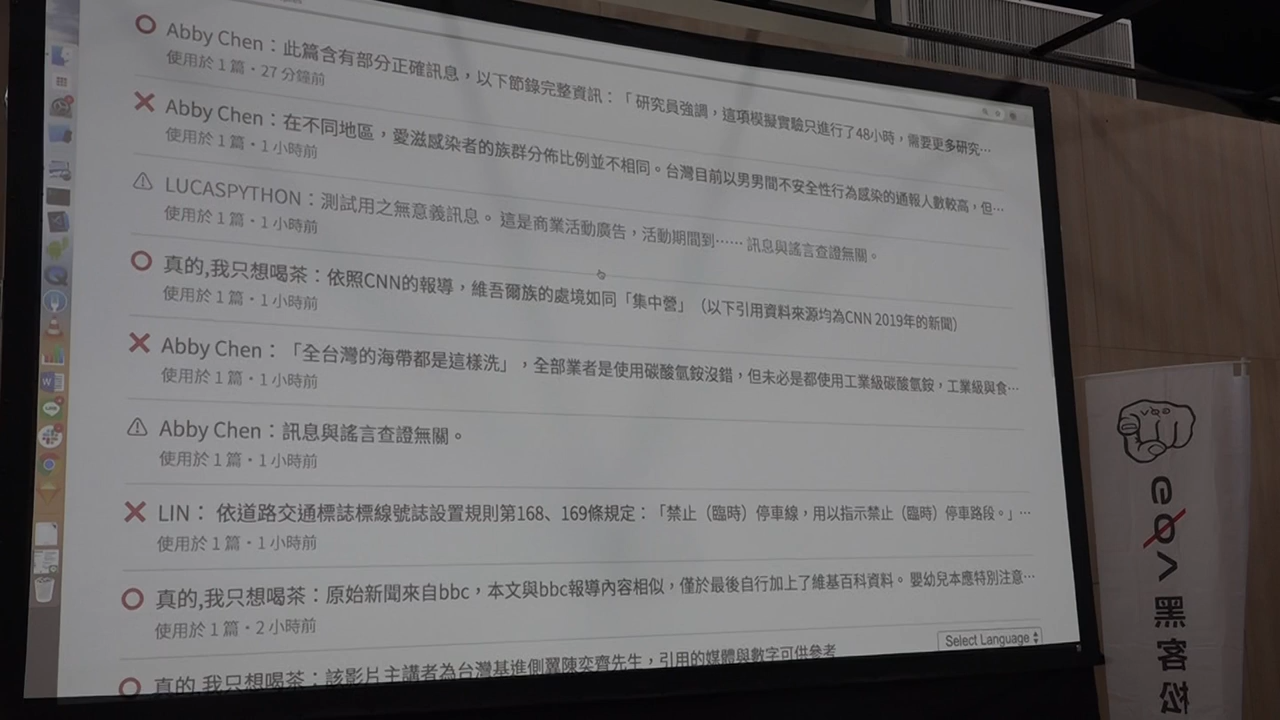 Abby Chen：此篇含有部分正確訊息，以下節錄完整資訊：「 研究員強調，這項模擬實驗只進行了48小時，需要更多研究…
使用於 1 篇・27 分鐘前
Abby Chen：在不同地區，愛滋感染者的族群分佈比例並不相同。台灣目前以男男間不安全性行為感染的通報人數較高，但…
使用於 1 篇・1 小時前
LUCASPYTHON：測試用之無意義訊息。 這是商業活動廣告，活動期間到…… 訊息與謠言查證無關。
使用於 1 篇・1 小時前
真的,我只想喝茶：依照CNN的報導，維吾爾族的處境如同「集中營」（以下引用資料來源均為CNN 2019年的新聞）
使用於 1 篇・1 小時前
Abby Chen：「全台灣的海帶都是這樣洗」，全部業者是使用碳酸氫銨沒錯，但未必是都使用工業級碳酸氫銨，工業級與食…
使用於 1 篇・1 小時前
Abby Chen：訊息與謠言查證無關。
使用於 1 篇・1 小時前
LIN： 依道路交通標誌標線號誌設置規則第168、169條規定：「禁止（臨時）停車線，用以指示禁止（臨時）停車路段。」…
使用於 1 篇・1 小時前
真的,我只想喝茶：原始新聞來自bbc，本文與bbc報導內容相似，僅於最後自行加上了維基百科資料。 嬰幼兒本應特別注意…
使用於 1 篇・2 小時前
Select Language
真的,我只想喝茶：該影片主講者為台灣基進側翼陳奕齊先生，引用的媒體與數字可供參考
黑客松